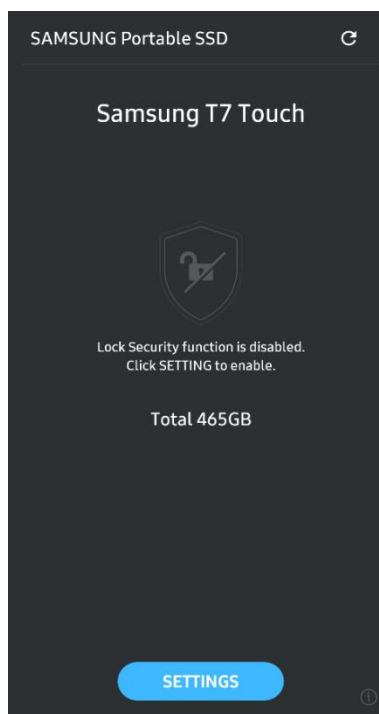 SAMSUNG Portable SSD
Samsung T7 Touch
Lock Security function is disabled.
Click SETTING to enable.
Total 465GB
SETTINGS